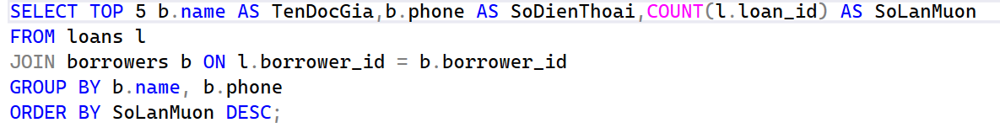 SELECT TOP 5 b.name AS TenDocGia,b.phone AS SoDienThoai,COUNT(l.loan_id) AS SoLanMuon
FROM loans l
JOIN borrowers b ON l.borrower_id = b.borrower_id
GROUP BY b.name, b.phone
ORDER BY SoLanMuon DESC;